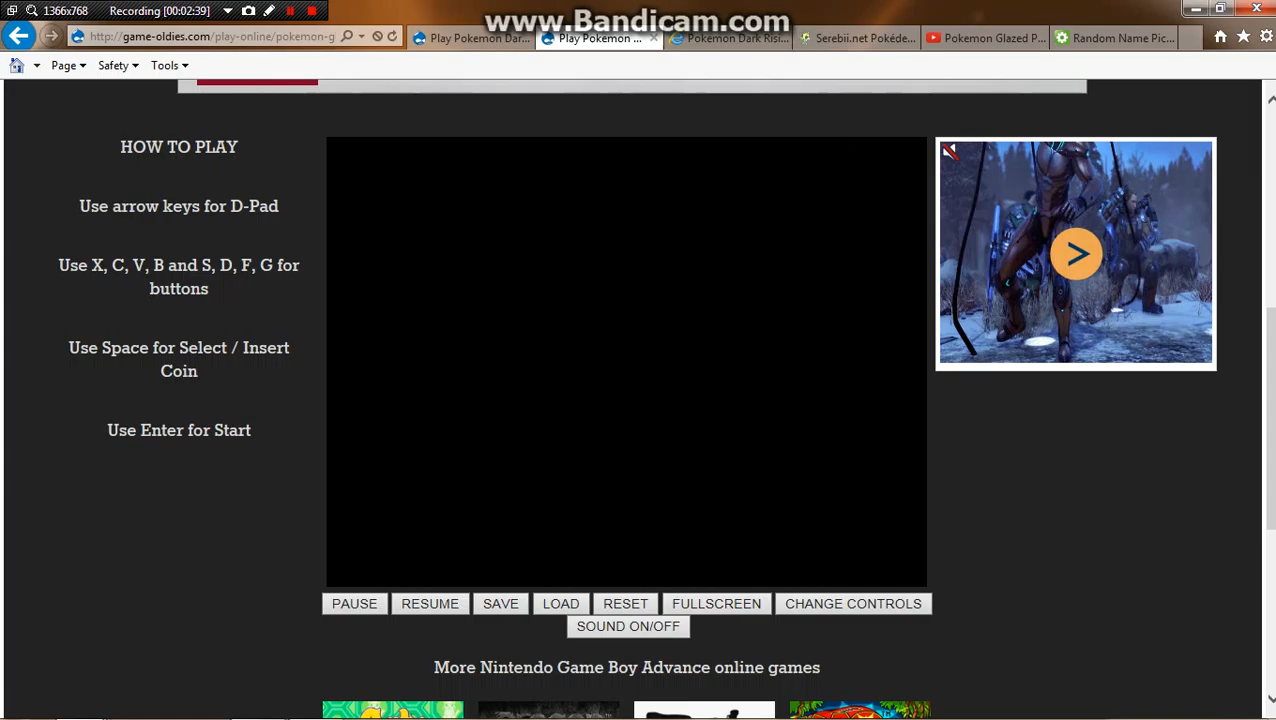 1366x768 Recording [00:02:39]
www.Bandicam.com
http://game-oldies.com/play-online/pokemon-g
Play Pokemon Dar...
Play Pokemon ...
Pokemon Dark Risi...
Serebii.net Pokéde...
Pokemon Glazed P...
Random Name Pic...
Page Safety Tools
HOW TO PLAY
Use arrow keys for D-Pad
Use X, C, V, B and S, D, F, G for
buttons
Use Space for Select / Insert
Coin
Use Enter for Start
>
PAUSE RESUME SAVE LOAD RESET FULLSCREEN CHANGE CONTROLS
SOUND ON/OFF
More Nintendo Game Boy Advance online games